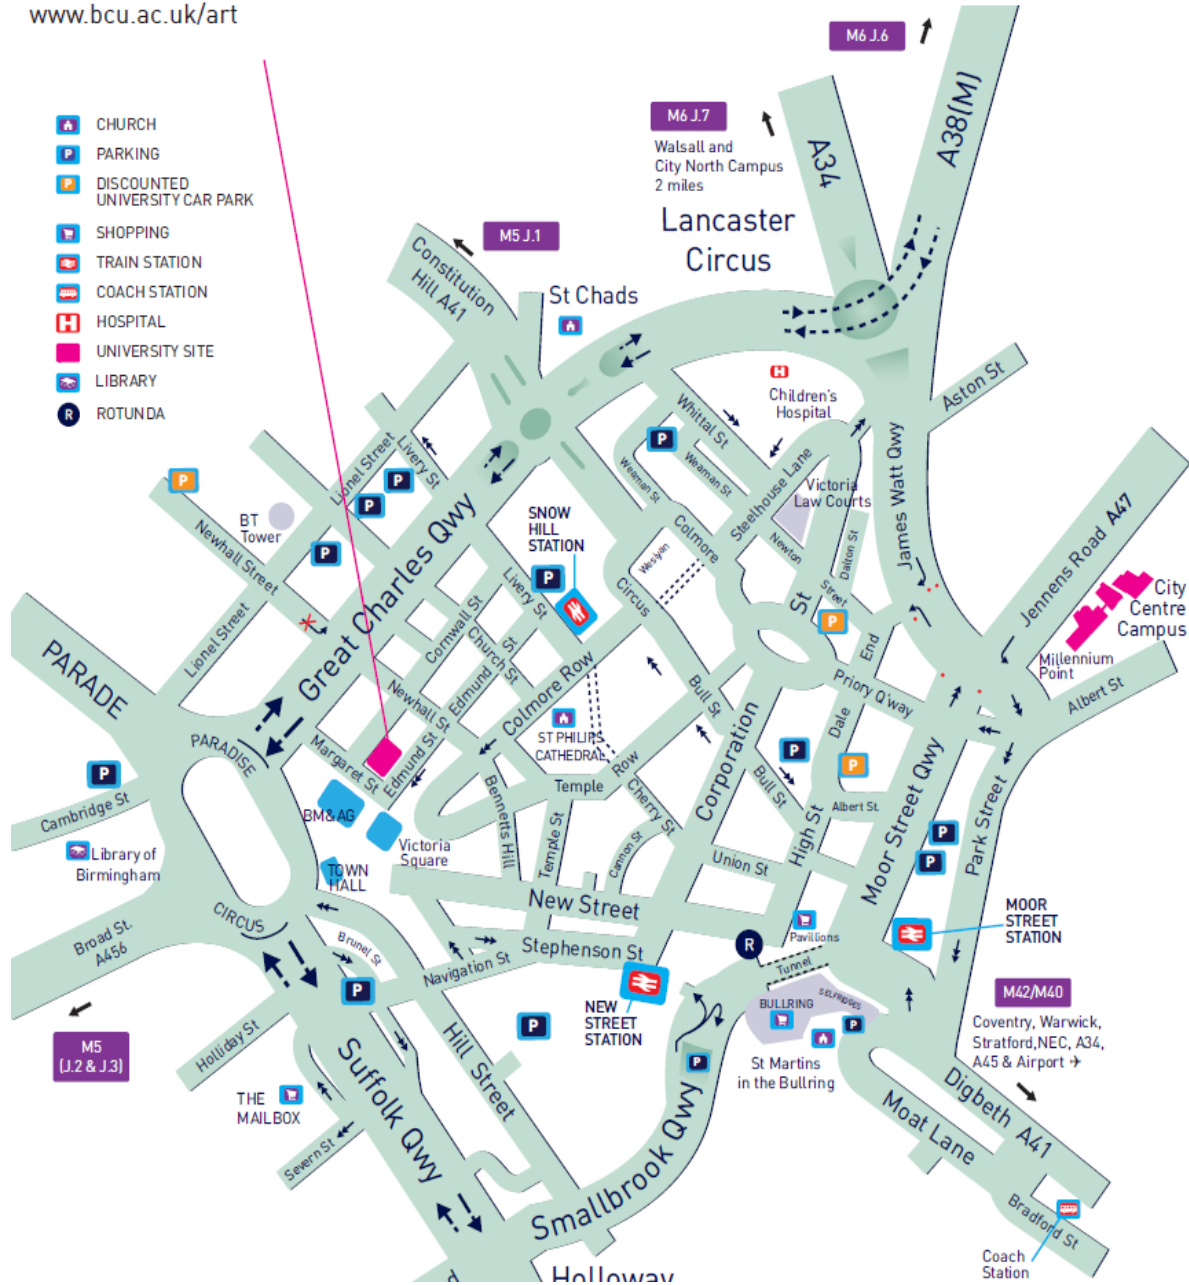 www.bcu.ac.uk/art
CHURCH
P PARKING
P DISCOUNTED
UNIVERSITY CAR PARK
SHOPPING
TRAIN STATION
COACH STATION
H HOSPITAL
UNIVERSITY SITE
LIBRARY
R ROTUNDA
M6 J.6
M6 J.7
Walsall and
City North Campus
2 miles
A34
A38(M)
Lancaster
Circus
M5 J.1
Constitution
Hill A41
St Chads
H
Children's
Hospital
Aston St
Whittal St
P
Weaman St
Weaman St
Steelhouse Lane
Victoria
Law Courts
James Watt Qwy
Jennens Road A47
Lionel Street
Livery St
P
P
P
P
BT
Tower
Newhall Street
Lionel Street
Great Charles Qwy
SNOW
HILL
STATION
P
Livery St
Colmore
Circus
Weslyan
Newton
Street
Dalton St
P
City
Centre
Campus
Millennium
Point
Albert St
PARADE
PARADISE
CIRCUS
Cornwall St
Church St
Edmund St
Newhall St
Colmore Row
Margaret St
Edmund St
ST PHILIPS
CATHEDRAL
Bull St
Corporation
St
Priory Q'way
Dale
End
P
P
Bull St
Albert St.
High St
Moor Street Qwy
Park Street
P
P
P
Cambridge St
Library of
Birmingham
BM&AG
Victoria
Square
TOWN
HALL
Bennetts Hill
Temple
Row
Temple St
Cherry St
Cannon St
Union St
New Street
Broad St.
A456
Brunel St
Navigation St
Stephenson St
R
Pavillions
Tunnel
MOOR
STREET
STATION
M5
(J.2 & J.3)
Holliday St
P
P
NEW
STREET
STATION
BULLRING
SELFRIDGES
P
P
St Martins
in the Bullring
M42/M40
Coventry, Warwick,
Stratford,NEC, A34,
A45 & Airport ✈
THE
MAILBOX
Severn St
Suffolk Qwy
Hill Street
Smallbrook Qwy
Moat Lane
Digbeth A41
Bradford St
Coach
Station
Holloway